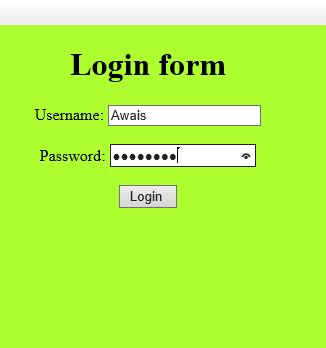 Login form
Username: Awais
Password: ••••••••
Login